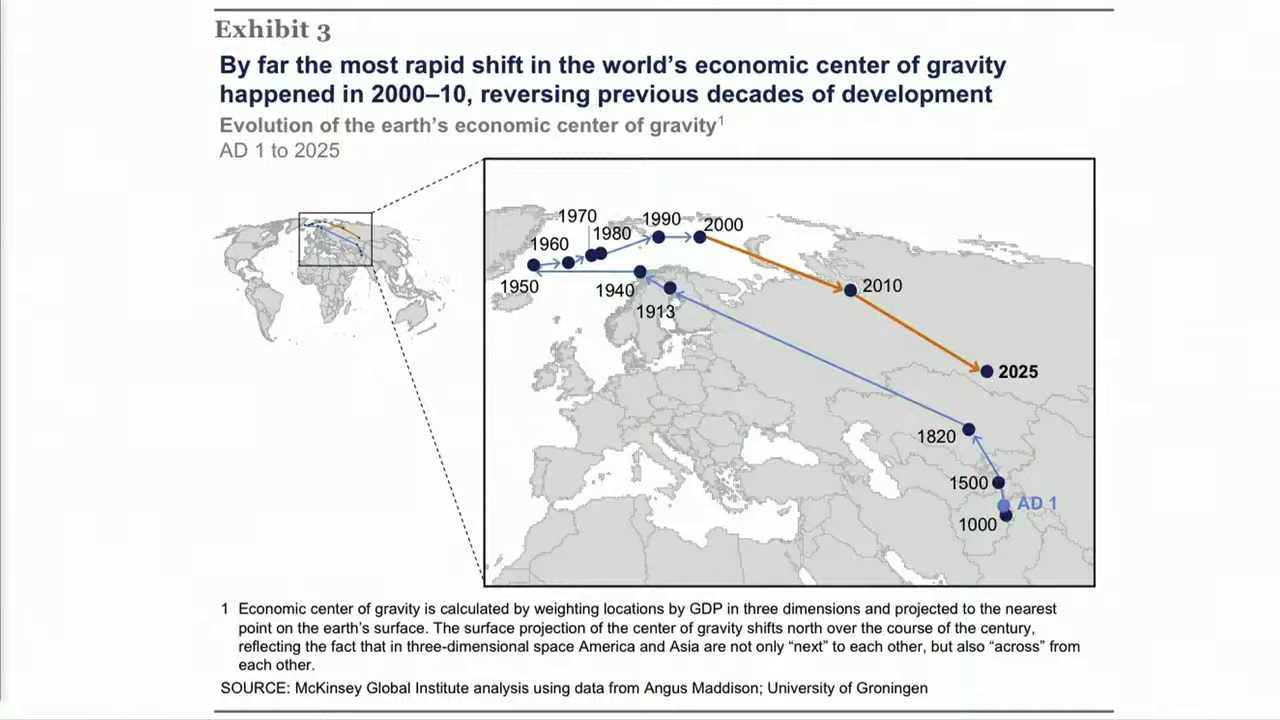 Exhibit 3
By far the most rapid shift in the world's economic center of gravity
happened in 2000–10, reversing previous decades of development
Evolution of the earth's economic center of gravity1
AD 1 to 2025
1970
1990
2000
1980
1960
1950
1940
2010
1913
2025
1820
1500
AD 1
1000
1 Economic center of gravity is calculated by weighting locations by GDP in three dimensions and projected to the nearest
point on the earth's surface. The surface projection of the center of gravity shifts north over the course of the century,
reflecting the fact that in three-dimensional space America and Asia are not only “next” to each other, but also “across” from
each other.
SOURCE: McKinsey Global Institute analysis using data from Angus Maddison; University of Groningen